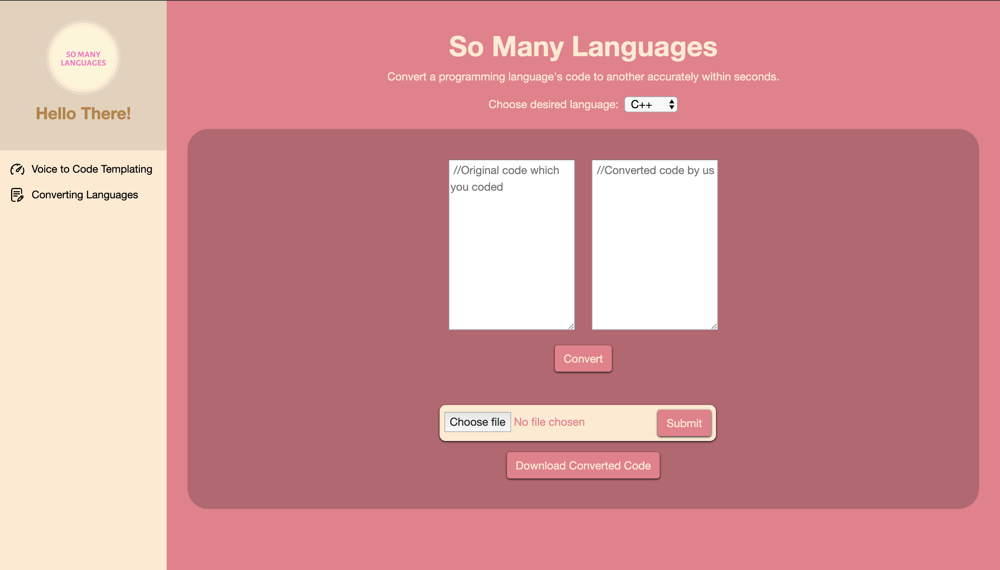 SO MANY
LANGUAGES
Hello There!
Voice to Code Templating
Converting Languages
So Many Languages
Convert a programming language's code to another accurately within seconds.
Choose desired language: C++
//Original code which
you coded
//Converted code by us
Convert
Choose file No file chosen Submit
Download Converted Code